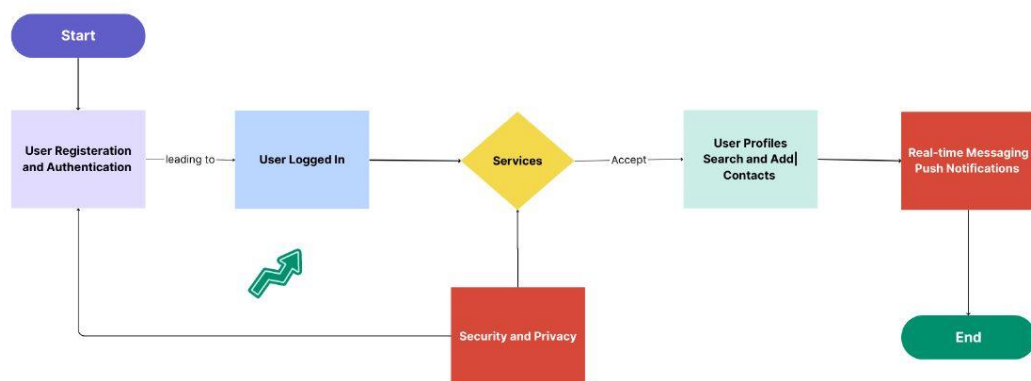 Start
User Registeration
and Authentication
leading to
User Logged In
Services
Accept
User Profiles
Search and Add
Contacts
Real-time Messaging
Push Notifications
Security and Privacy
End